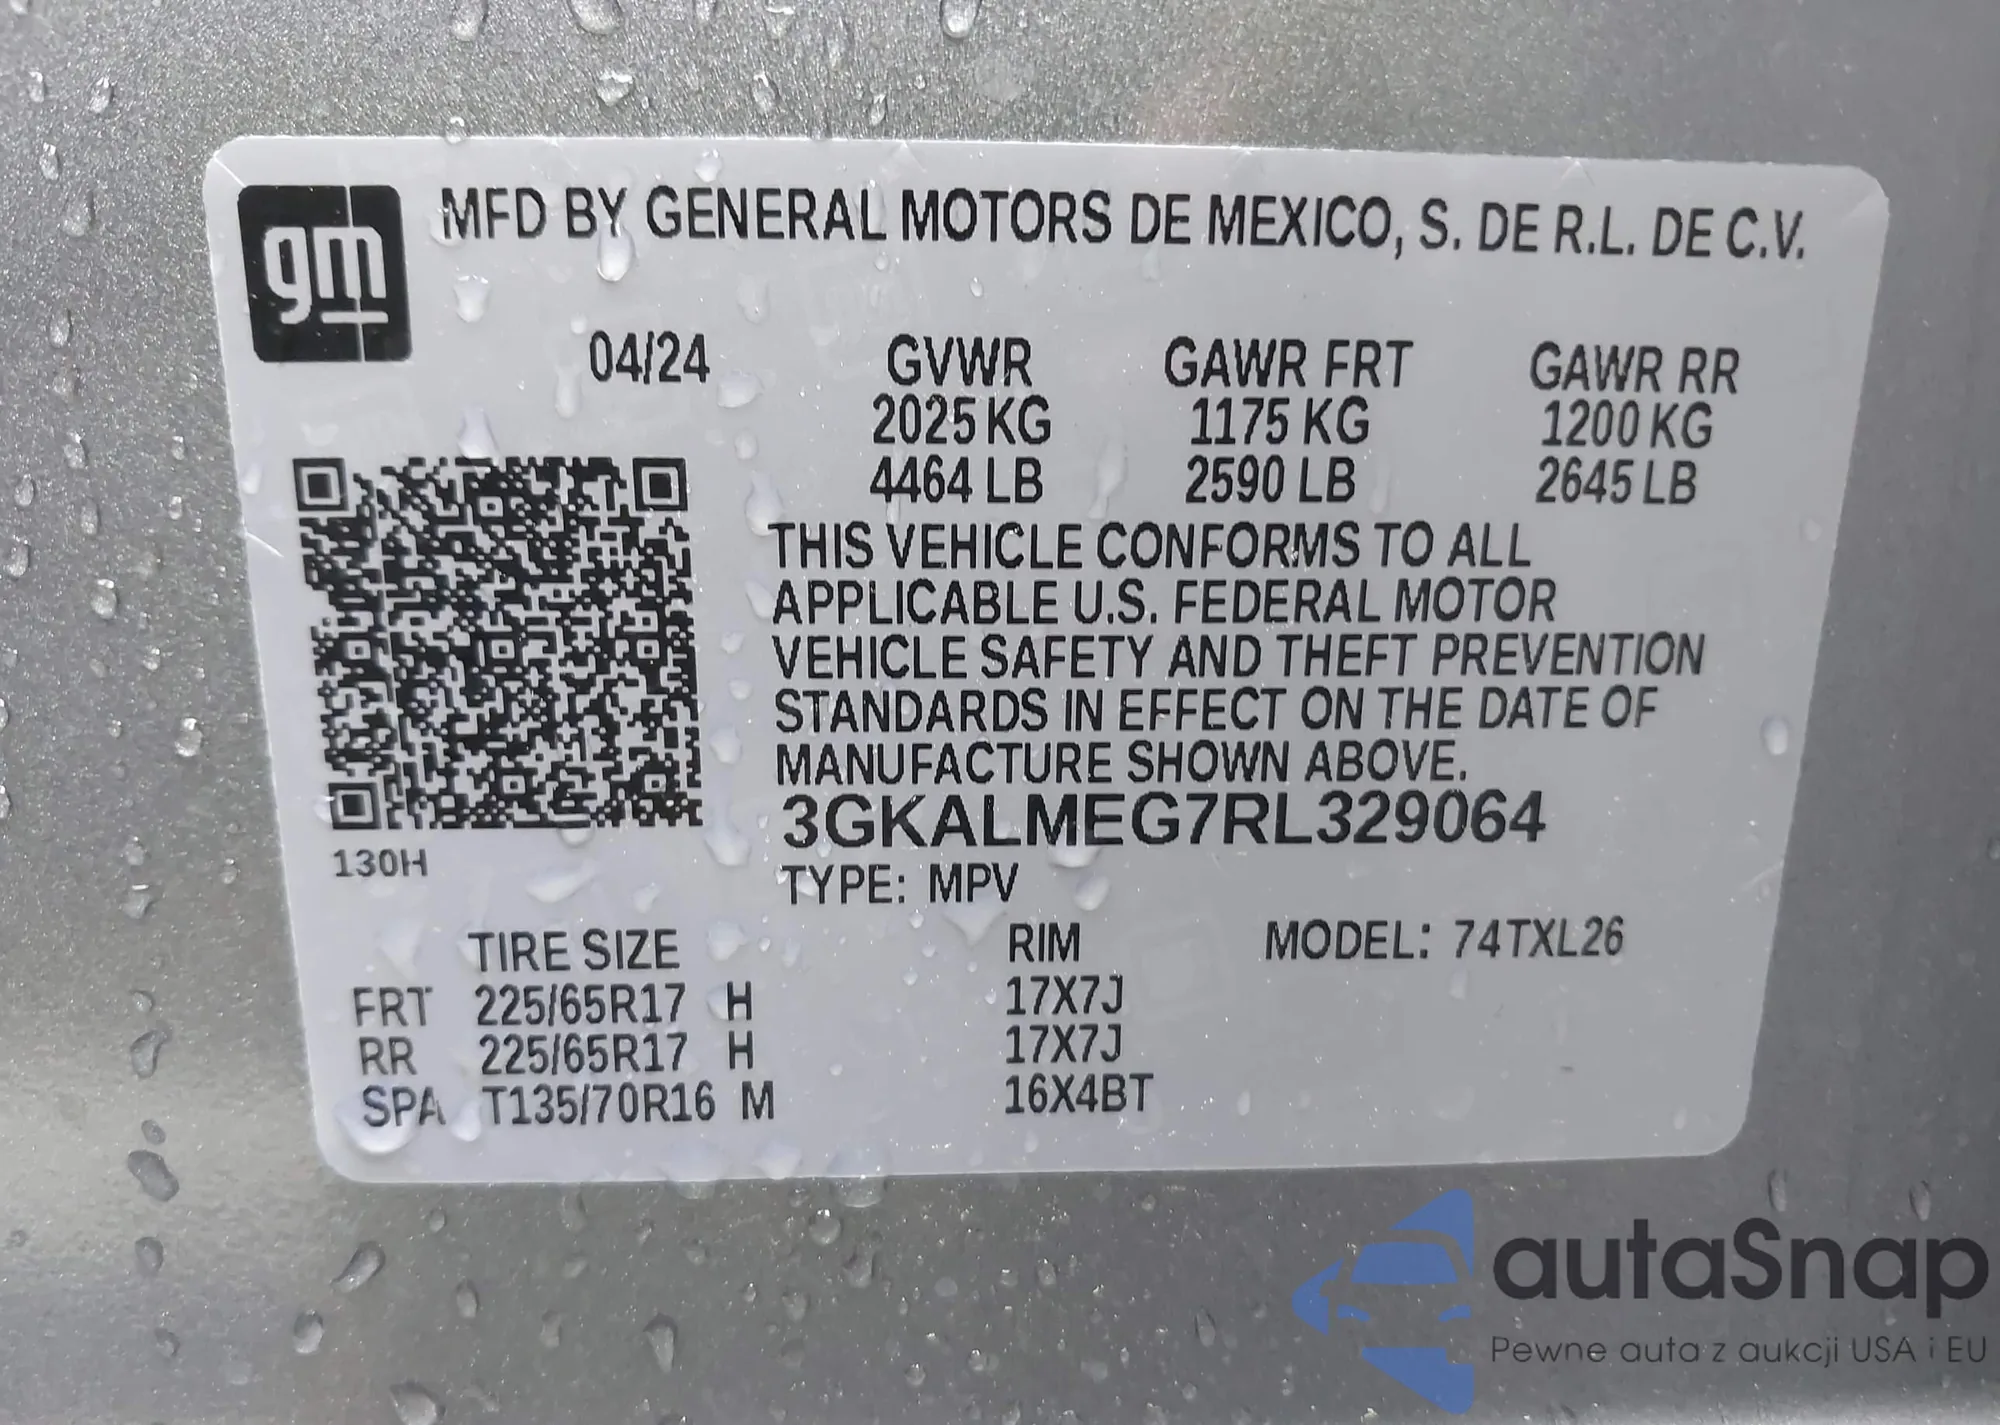 gm
MFD BY GENERAL MOTORS DE MEXICO, S. DE R.L. DE C.V.
04/24 GVWR GAWR FRT GAWR RR
2025 KG 1175 KG 1200 KG
4464 LB 2590 LB 2645 LB
THIS VEHICLE CONFORMS TO ALL
APPLICABLE U.S. FEDERAL MOTOR
VEHICLE SAFETY AND THEFT PREVENTION
STANDARDS IN EFFECT ON THE DATE OF
MANUFACTURE SHOWN ABOVE.
3GKALMEG7RL329064
130H
TYPE: MPV
TIRE SIZE RIM MODEL: 74TXL26
FRT 225/65R17 H 17X7J
RR 225/65R17 H 17X7J
SPA T135/70R16 M 16X4BT
autaSnap
Pewne auta z aukcji USA i EU